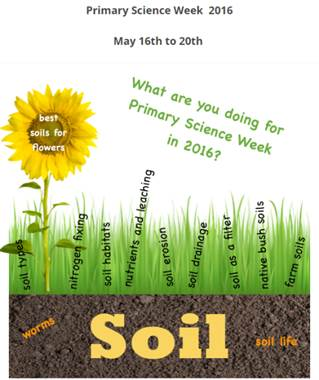 Primary Science Week 2016
May 16th to 20th
What are you doing for
Primary Science Week
in 2016?
best
soils for
flowers
soil types
nitrogen fixing
soil habitats
nutrients and leaching
soil erosion
soil drainage
soil as a filter
native bush soils
farm soils
worms
Soil
soil life